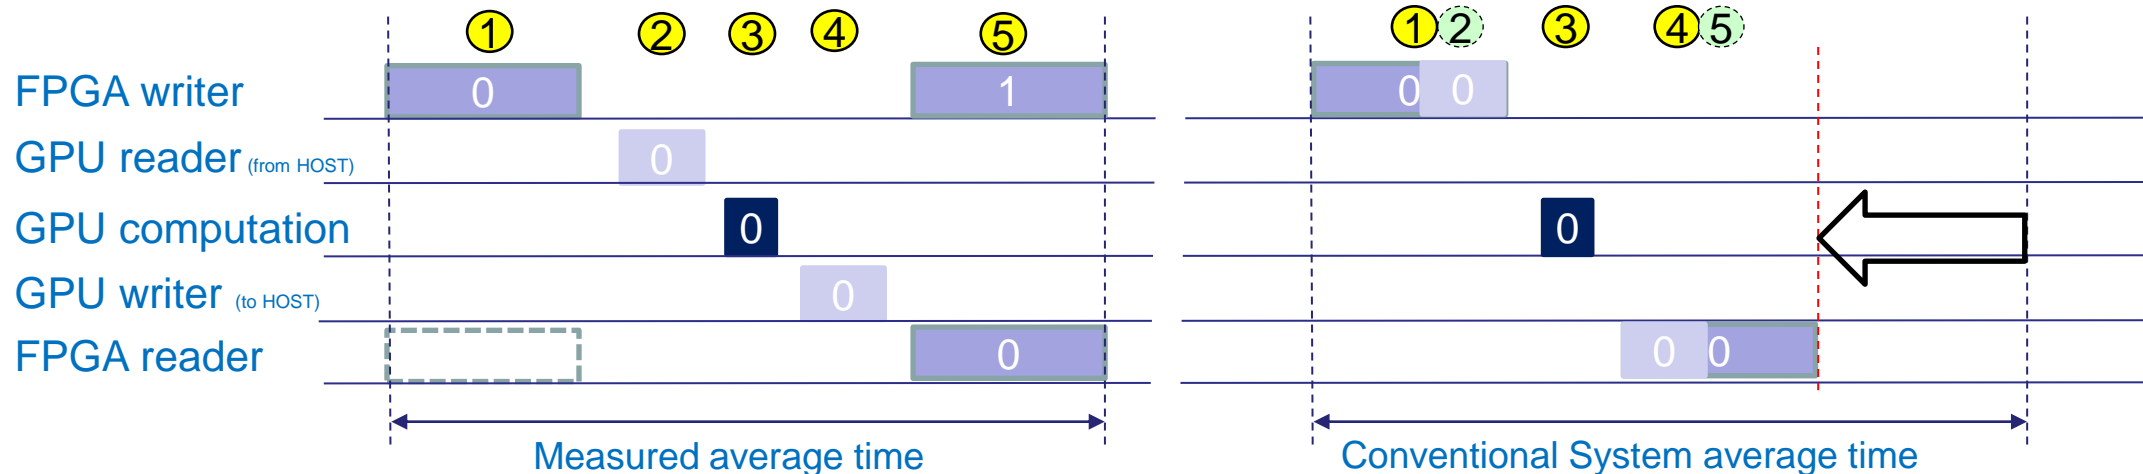 1 2 3 4 5 1 2 3 4 5
FPGA writer 0 1 0 0
GPU reader (from HOST) 0
GPU computation 0 0
GPU writer (to HOST) 0
FPGA reader 0 0 0
Measured average time Conventional System average time